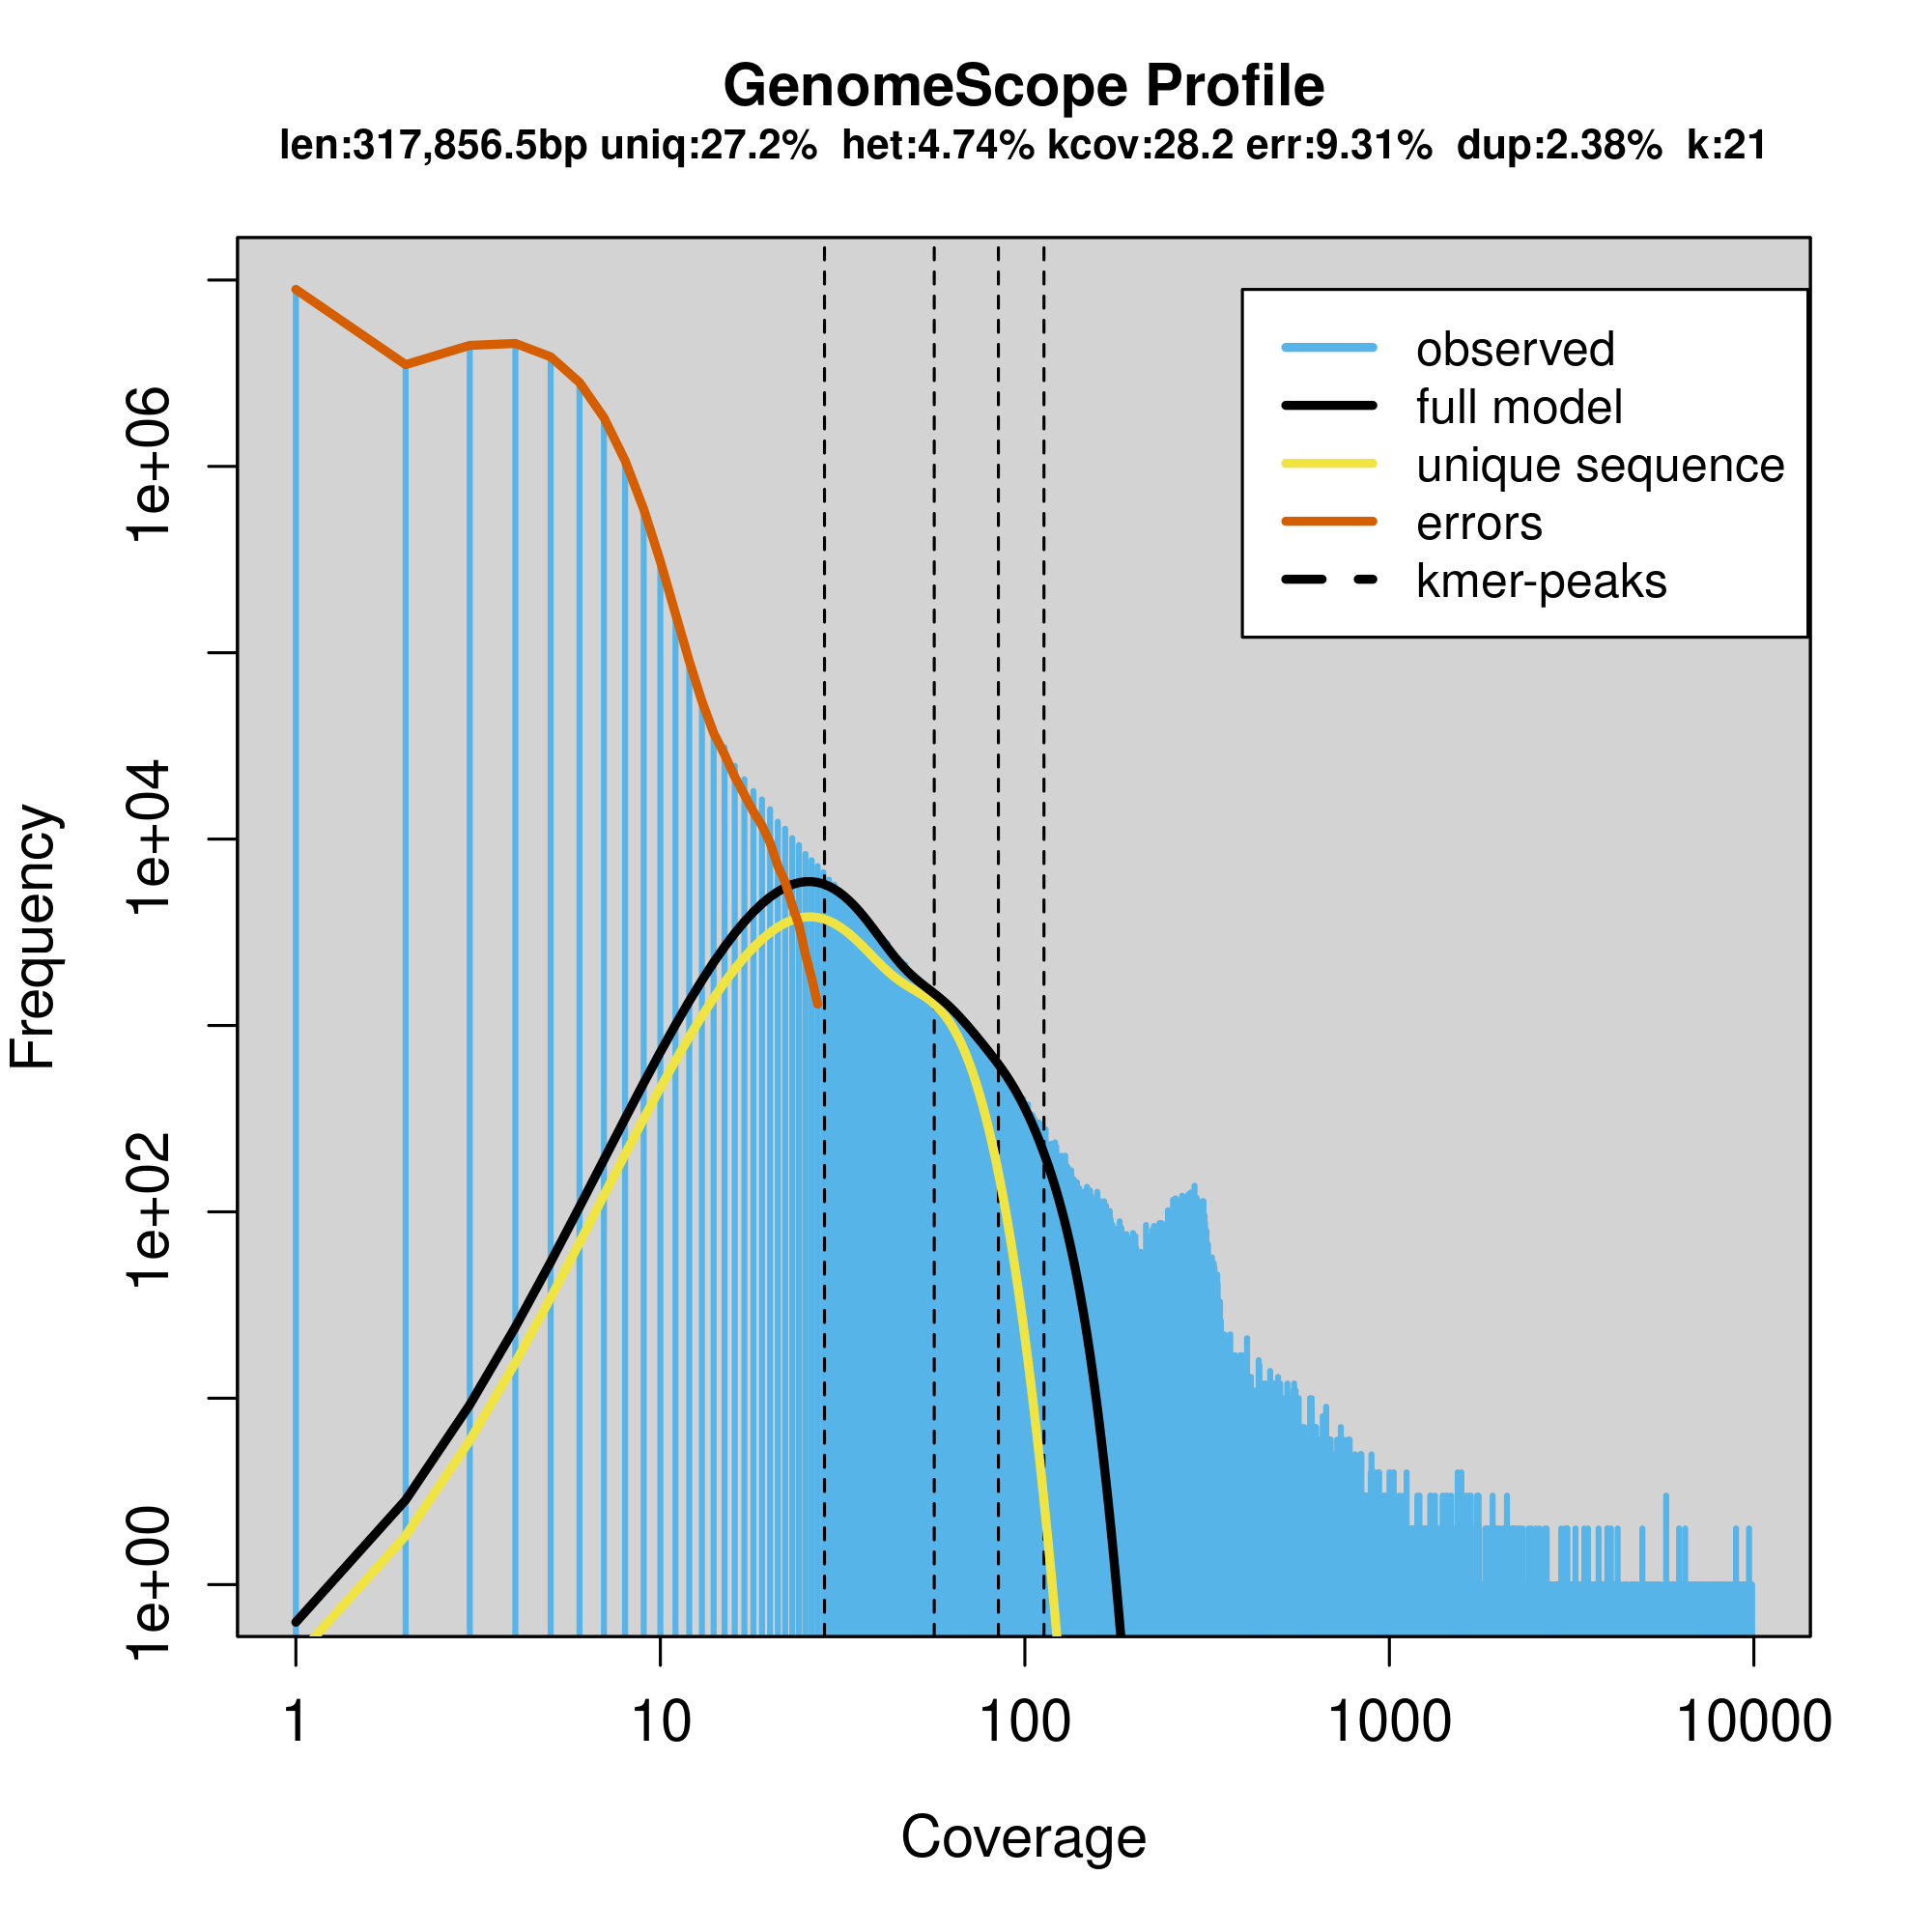 GenomeScope Profile
len:317,856.5bp uniq:27.2% het:4.74% kcov:28.2 err:9.31% dup:2.38% k:21
observed
full model
unique sequence
errors
kmer-peaks
Frequency
1e+06
1e+04
1e+02
1e+00
1 10 100 1000 10000
Coverage